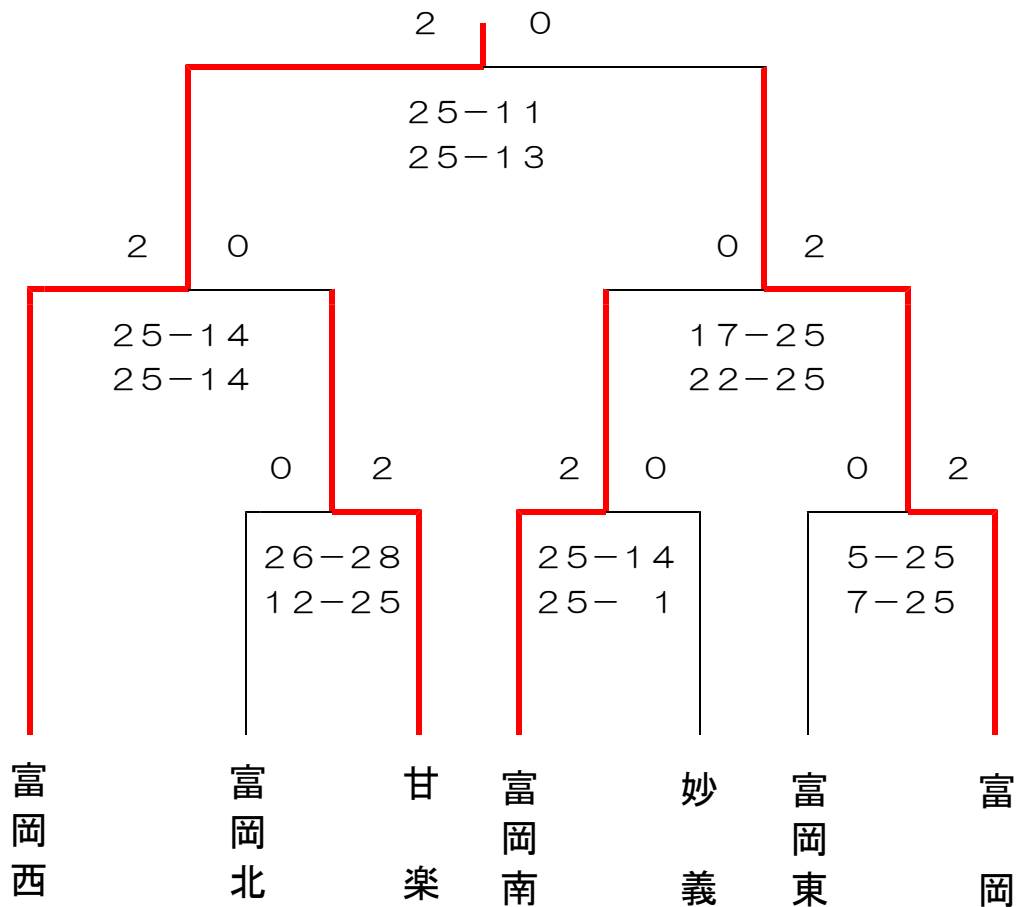 ２　０
２５－１１
２５－１３
２　０
０　２
２５－１４
２５－１４
１７－２５
２２－２５
０　２
２　０
０　２
２６－２８
１２－２５
２５－１４
２５－　１
５－２５
７－２５
富岡西
富岡北
甘楽
富岡南
妙義
富岡東
富岡